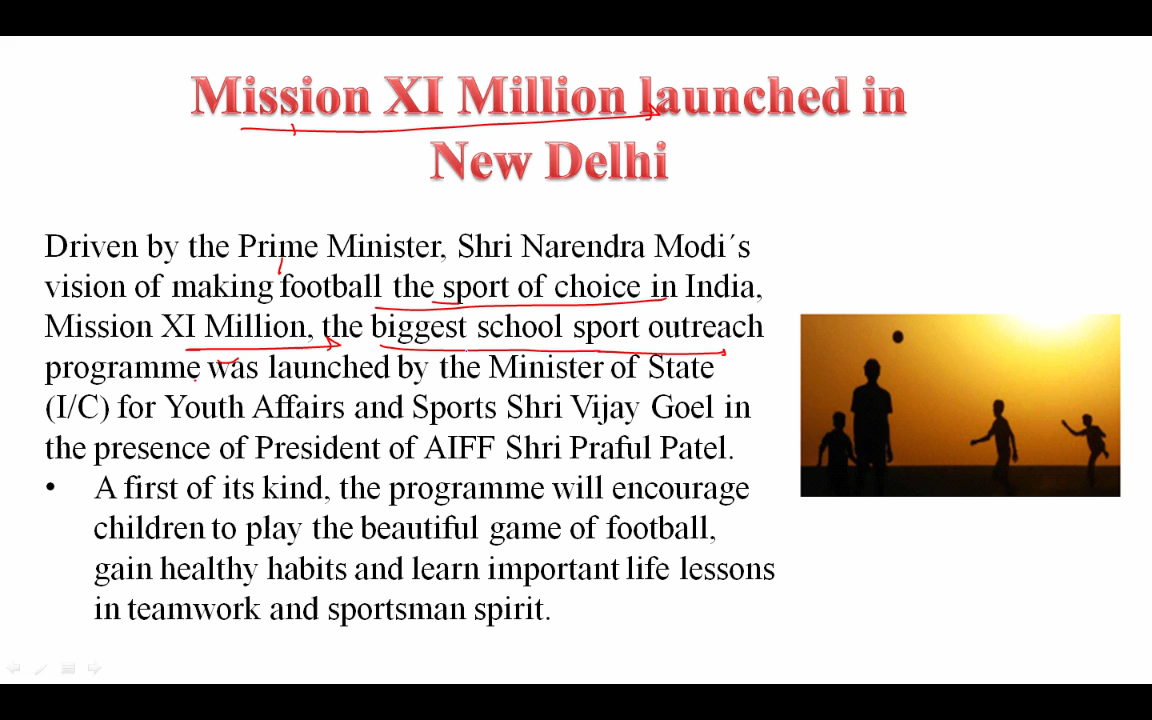 Mission XI Million launched in
New Delhi
Driven by the Prime Minister, Shri Narendra Modi´s
vision of making football the sport of choice in India,
Mission XI Million, the biggest school sport outreach
programme was launched by the Minister of State
(I/C) for Youth Affairs and Sports Shri Vijay Goel in
the presence of President of AIFF Shri Praful Patel.
• A first of its kind, the programme will encourage
children to play the beautiful game of football,
gain healthy habits and learn important life lessons
in teamwork and sportsman spirit.